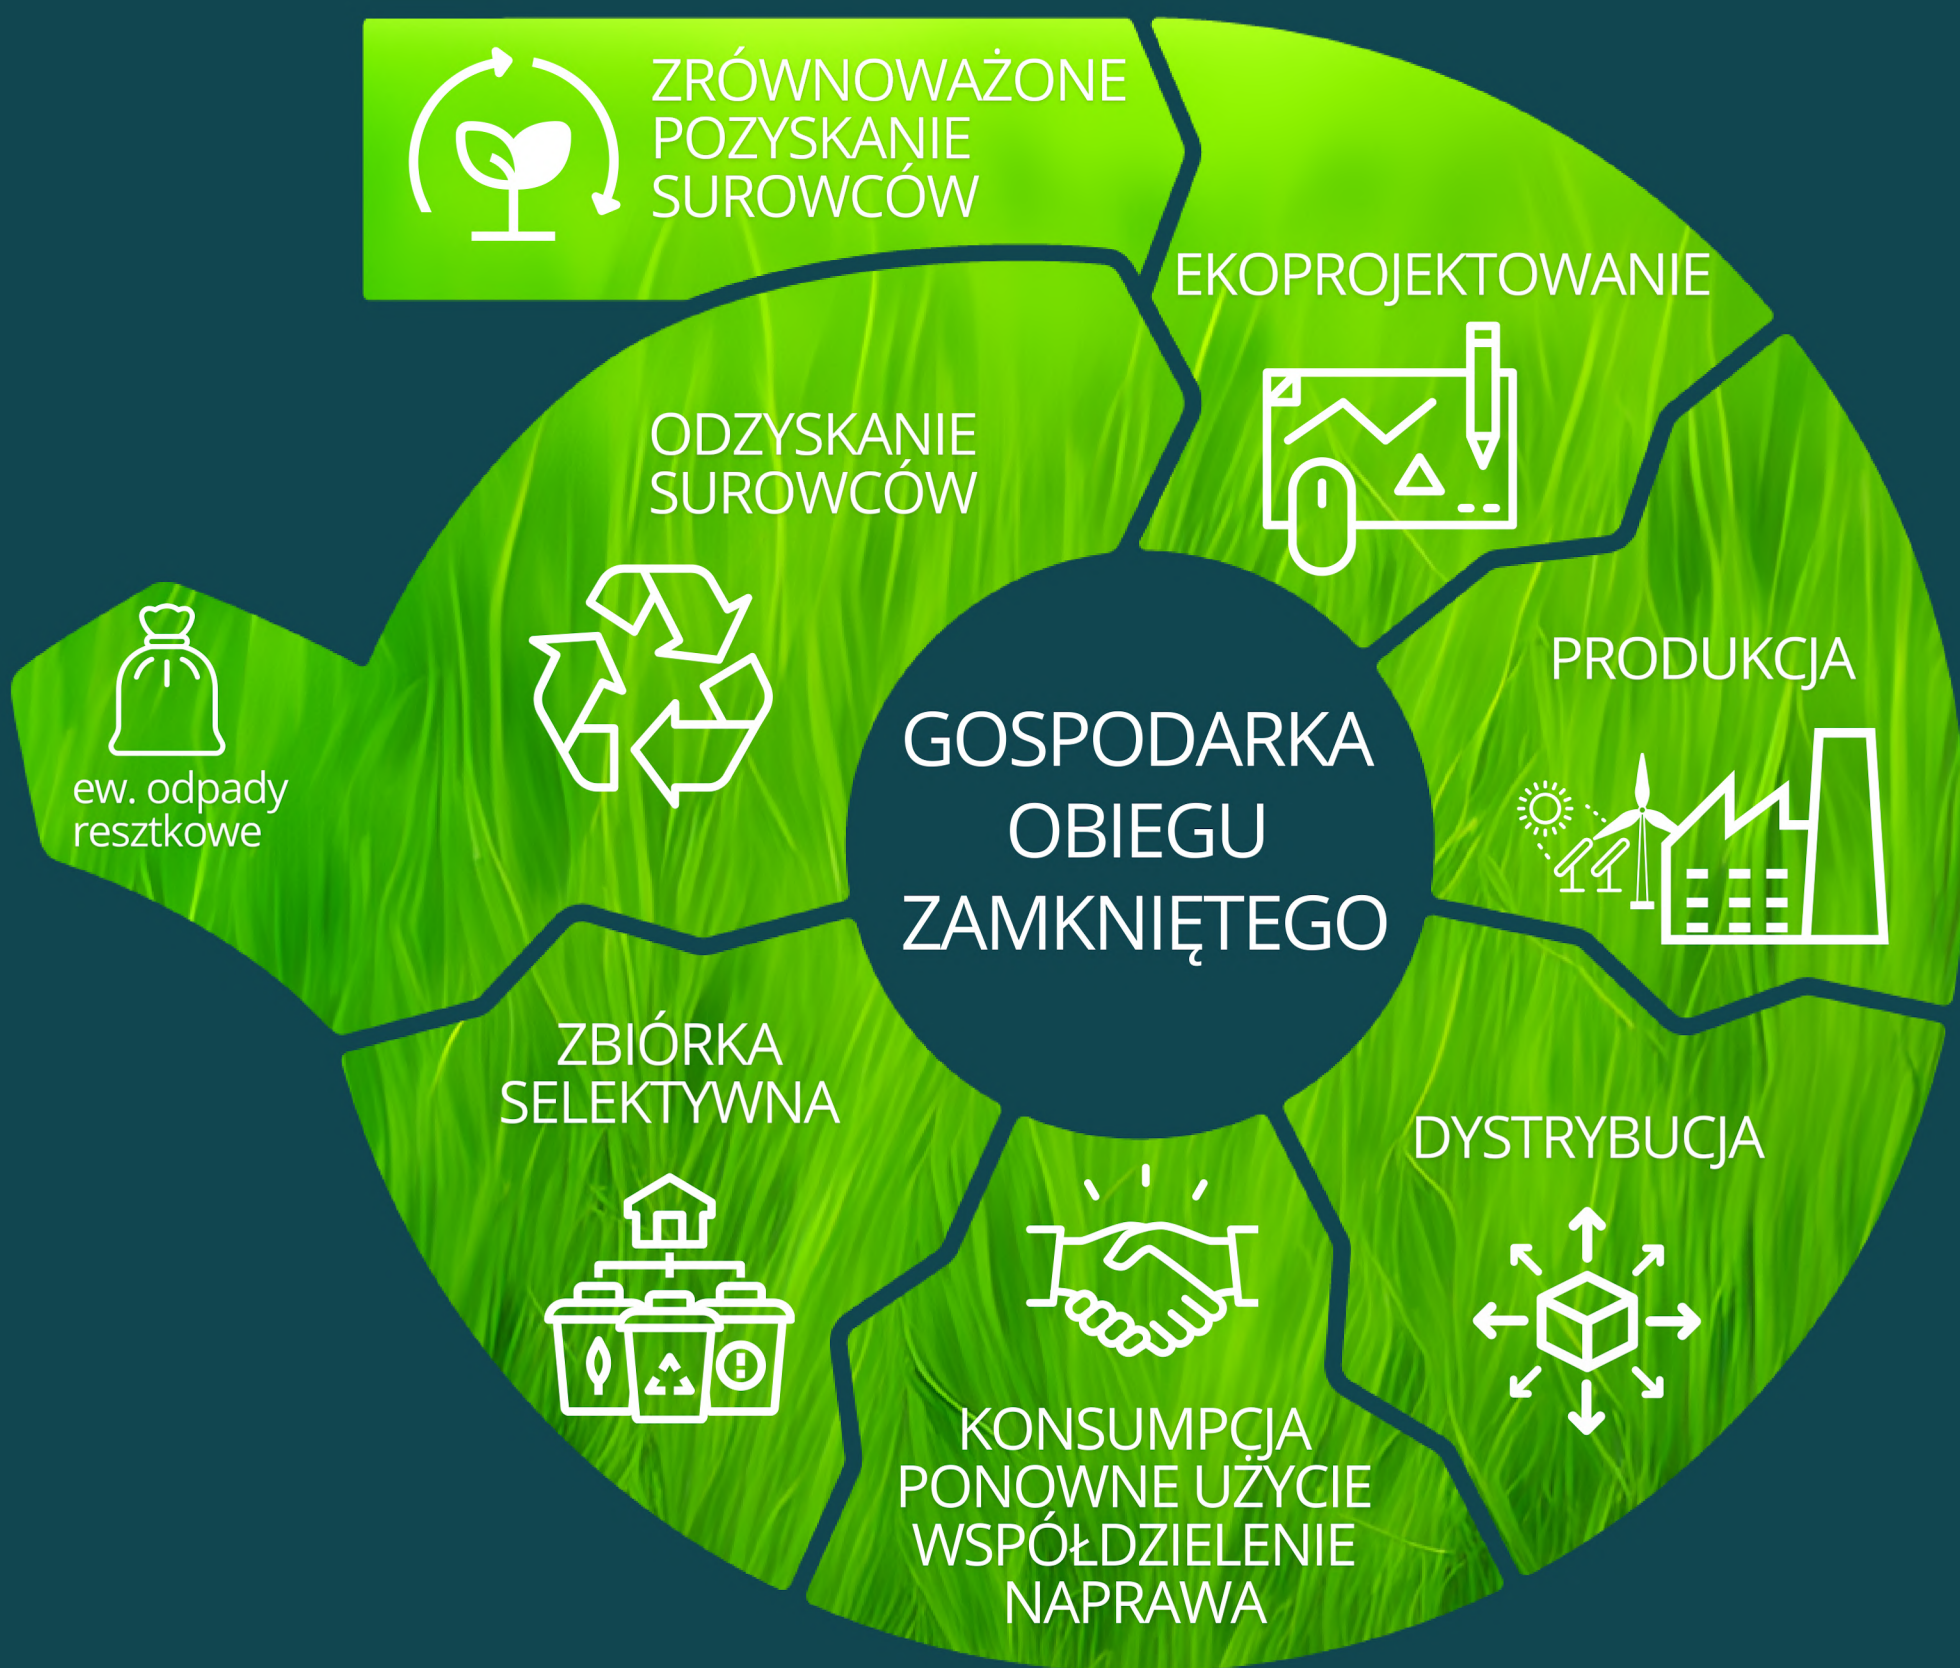 ZRÓWNOWAŻONE
POZYSKANIE
SUROWCÓW
EKOPROJEKTOWANIE
ODZYSKANIE
SUROWCÓW
PRODUKCJA
ew. odpady
resztkowe
GOSPODARKA
OBIEGU
ZAMKNIĘTEGO
ZBIÓRKA
SELEKTYWNA
DYSTRYBUCJA
KONSUMPCJA
PONOWNE UŻYCIE
WSPÓŁDZIELENIE
NAPRAWA